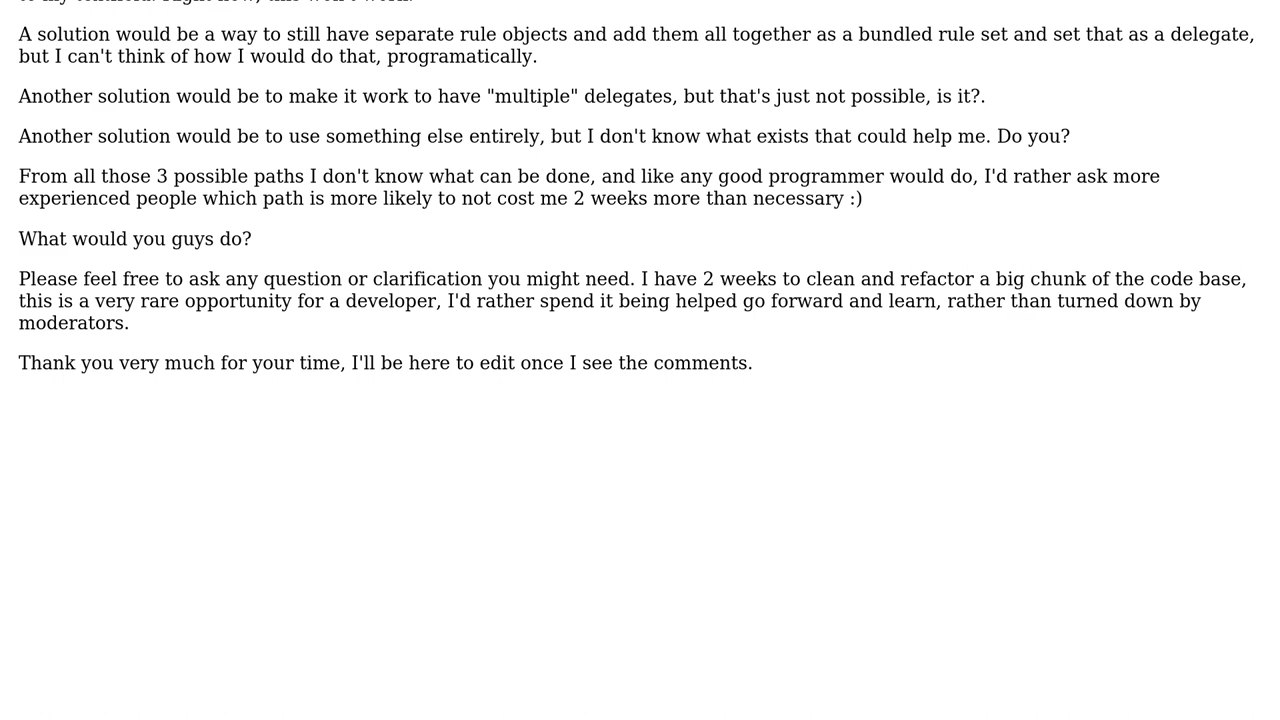 A solution would be a way to still have separate rule objects and add them all together as a bundled rule set and set that as a delegate,
but I can't think of how I would do that, programatically.
Another solution would be to make it work to have "multiple" delegates, but that's just not possible, is it?.
Another solution would be to use something else entirely, but I don't know what exists that could help me. Do you?
From all those 3 possible paths I don't know what can be done, and like any good programmer would do, I'd rather ask more
experienced people which path is more likely to not cost me 2 weeks more than necessary :)
What would you guys do?
Please feel free to ask any question or clarification you might need. I have 2 weeks to clean and refactor a big chunk of the code base,
this is a very rare opportunity for a developer, I'd rather spend it being helped go forward and learn, rather than turned down by
moderators.
Thank you very much for your time, I'll be here to edit once I see the comments.